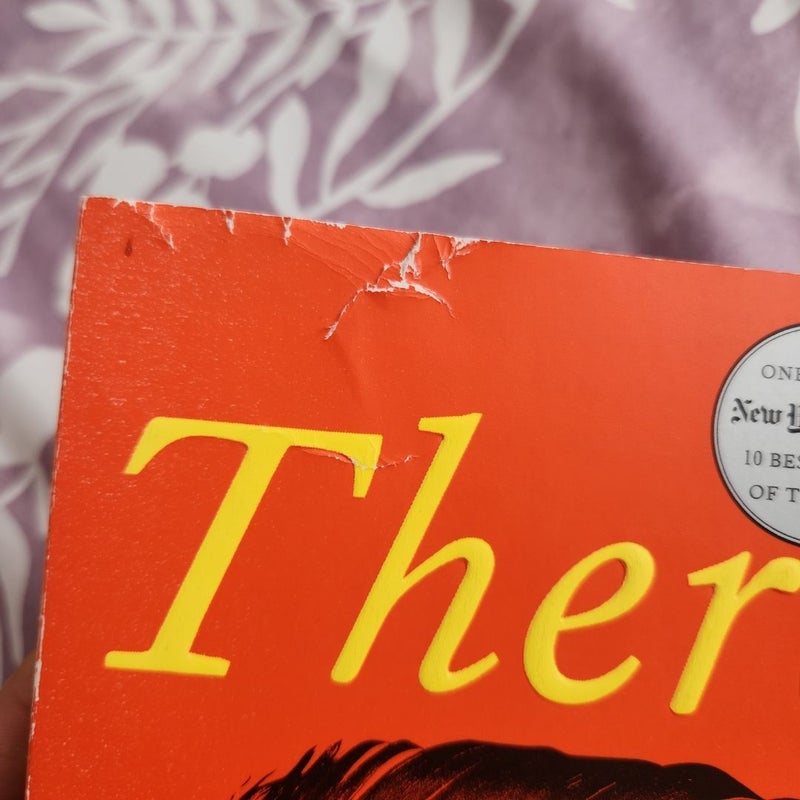 ONE
New Y
10 BES
OF T
Ther